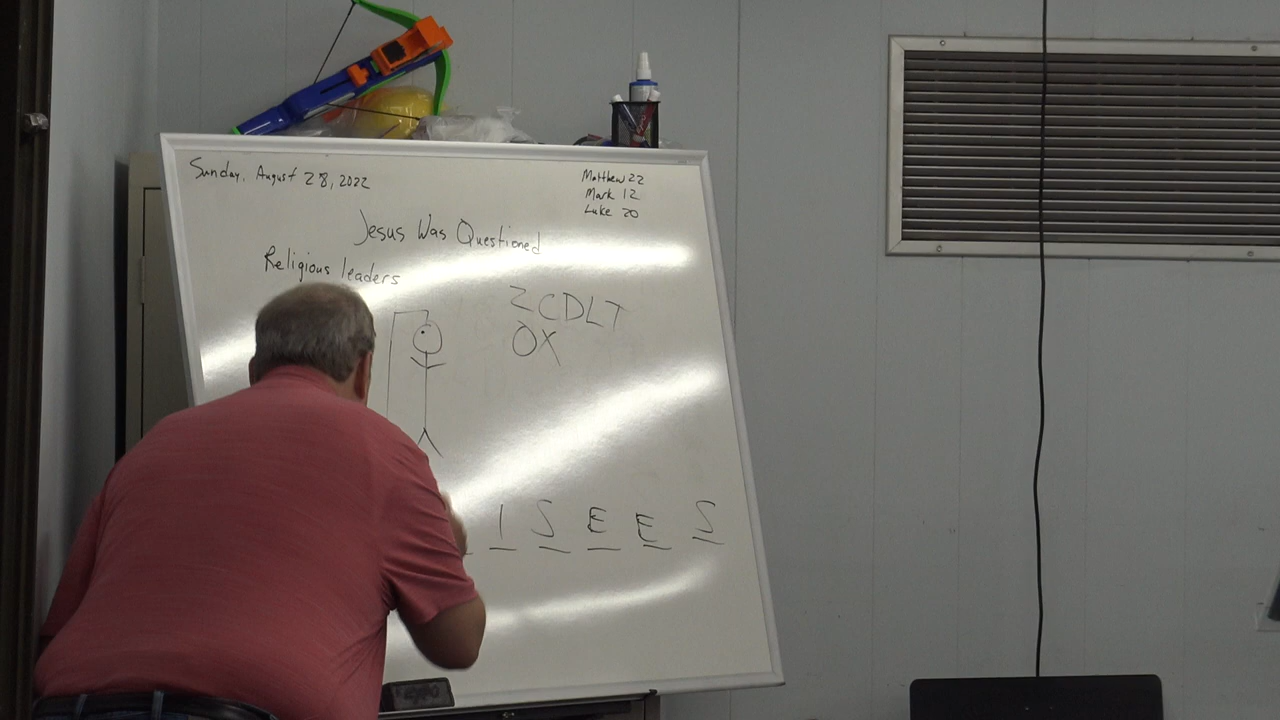 Sunday, August 28, 2022
Matthew 22
Mark 12
Luke 20
Jesus Was Questioned
Religious leaders
ZCDLT
OX
I S E E S